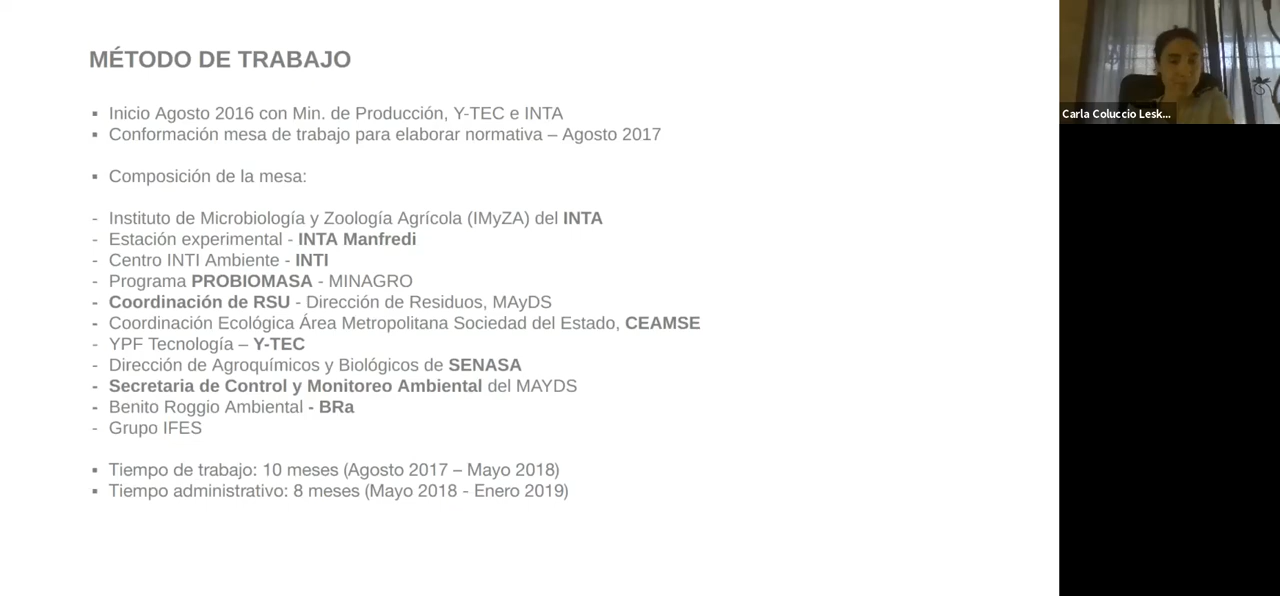 MÉTODO DE TRABAJO
▪ Inicio Agosto 2016 con Min. de Producción, Y-TEC e INTA
▪ Conformación mesa de trabajo para elaborar normativa – Agosto 2017
▪ Composición de la mesa:
- Instituto de Microbiología y Zoología Agrícola (IMyZA) del INTA
- Estación experimental - INTA Manfredi
- Centro INTI Ambiente - INTI
- Programa PROBIOMASA - MINAGRO
- Coordinación de RSU - Dirección de Residuos, MAyDS
- Coordinación Ecológica Área Metropolitana Sociedad del Estado, CEAMSE
- YPF Tecnología – Y-TEC
- Dirección de Agroquímicos y Biológicos de SENASA
- Secretaria de Control y Monitoreo Ambiental del MAYDS
- Benito Roggio Ambiental - BRa
- Grupo IFES
▪ Tiempo de trabajo: 10 meses (Agosto 2017 – Mayo 2018)
▪ Tiempo administrativo: 8 meses (Mayo 2018 - Enero 2019)
Carla Coluccio Lesk...